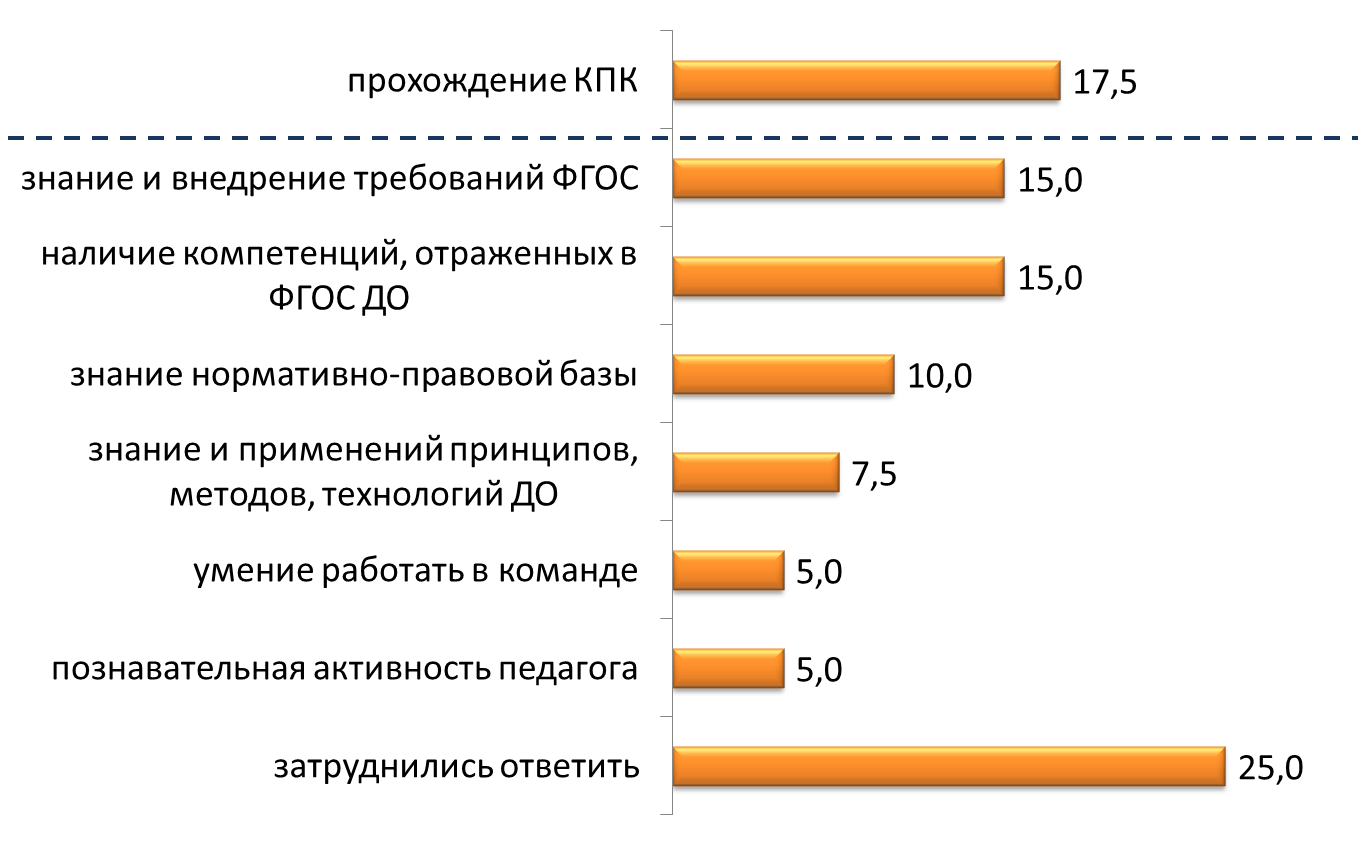 прохождение КПК 17,5
знание и внедрение требований ФГОС 15,0
наличие компетенций, отраженных в
ФГОС ДО 15,0
знание нормативно-правовой базы 10,0
знание и применений принципов,
методов, технологий ДО 7,5
умение работать в команде 5,0
познавательная активность педагога 5,0
затруднились ответить 25,0